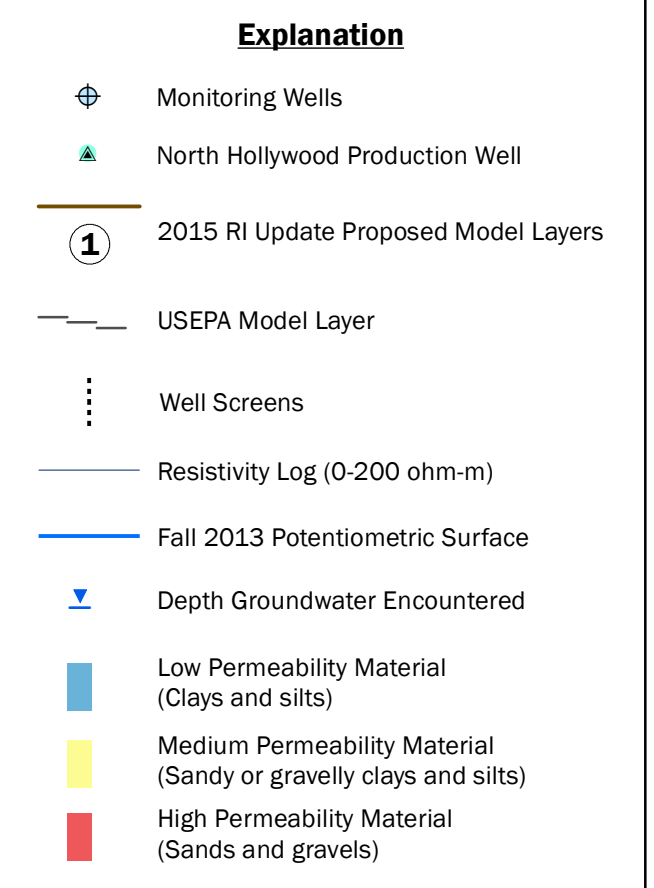 Explanation
Monitoring Wells
North Hollywood Production Well
1
2015 RI Update Proposed Model Layers
USEPA Model Layer
Well Screens
Resistivity Log (0-200 ohm-m)
Fall 2013 Potentiometric Surface
Depth Groundwater Encountered
Low Permeability Material
(Clays and silts)
Medium Permeability Material
(Sandy or gravelly clays and silts)
High Permeability Material
(Sands and gravels)